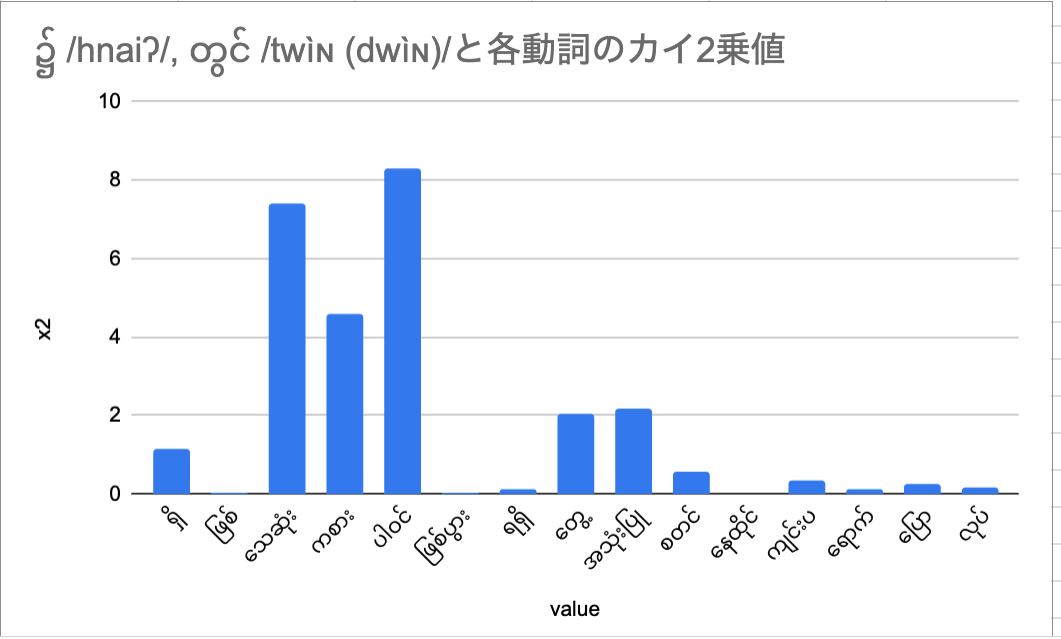 ၌ /hnaiʔ/, တွင် /twìɴ (dwìɴ)/と各動詞のカイ2乗値
10
8
6
4
2
0
x2
ရှိ
ဖြစ်
သေဆုံး
ကစား
ပါဝင်
ဖြစ်ပွား
ရရှိ
တွေ့
အသုံးပြု
စတင်
နေထိုင်
ကျင်းပ
ရောက်
ပြော
လုပ်
value